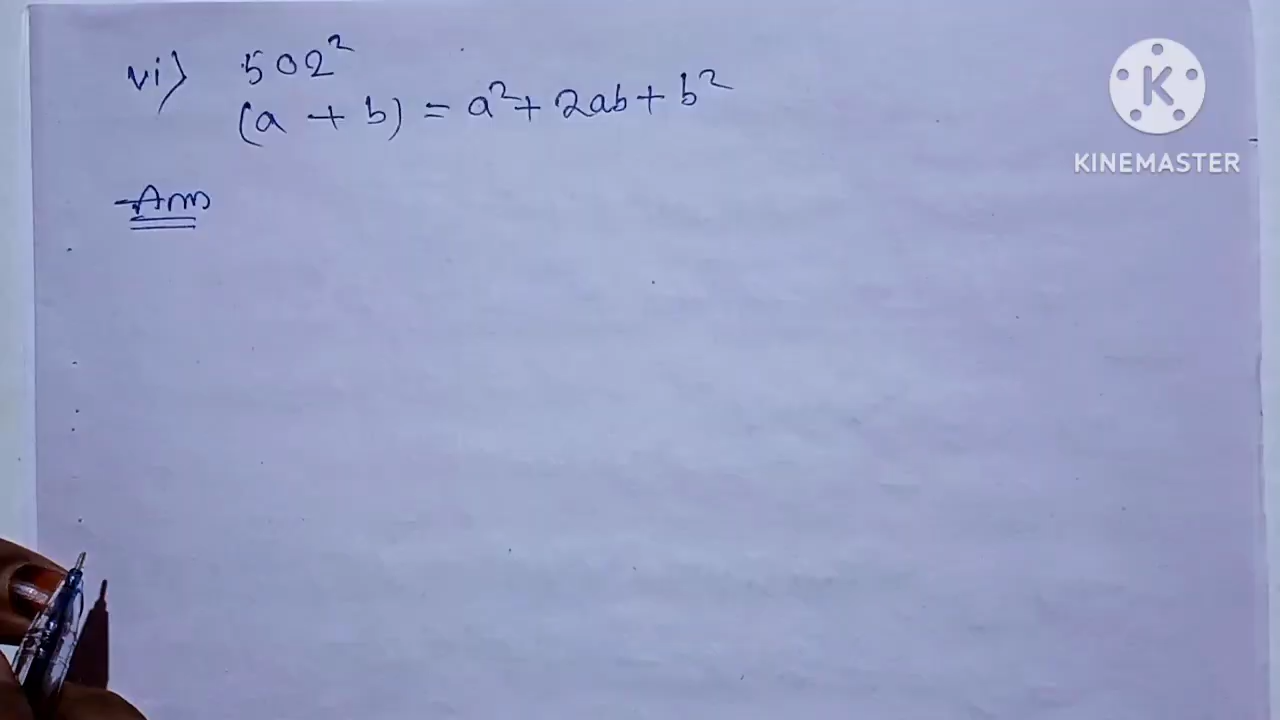 vi) 502²
(a + b) = a² + 2ab + b²
Ans
K
KINEMASTER